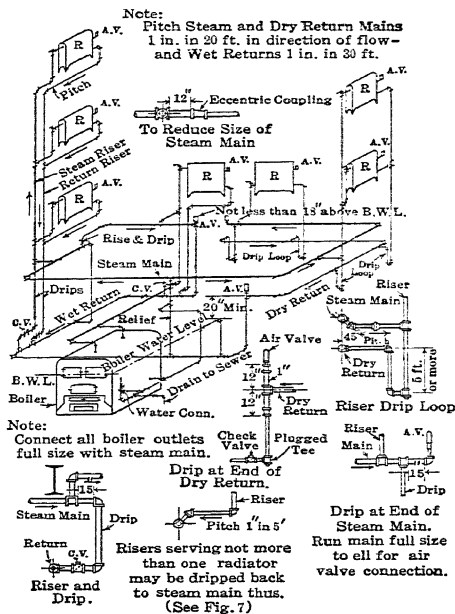 Note:
Pitch Steam and Dry Return Mains
1 in. in 20 ft. in direction of flow-
and Wet Returns 1 in. in 30 ft.
A.V.
R
Pitch
12"
Eccentric Coupling
To Reduce Size of
Steam Main
A.V.
R
A.V.
R
Steam Riser
Return Riser
A.V.
R
A.V.
R
A.V.
R
A.V.
R
A.V.
R
Not less than 18" above B.W.L.
A.V.
Rise & Drip
Drip Loop
Steam Main
Drip
Loop
C.V.
A.V.
Drips
Wet Return
20" Min.
Dry Return
Riser
Steam Main
C.V.
Relief
Boiler Water Level
Air Valve
45°
Pit.
Dry
Return
5 ft.
or more
B.W.L.
Boiler
Drain to Sewer
Water Conn.
12"
1"
12"
Dry
Return
Riser Drip Loop
Note:
Connect all boiler outlets
full size with steam main.
Check
Valve
Plugged
Tee
Drip at End of
Dry Return.
Riser
Main
A.V.
15
Drip
15
Steam Main
Drip
Riser
Pitch 1" in 5'
Drip at End of
Steam Main.
Run main full size
to ell for air
valve connection.
Return
C.V.
Riser and
Drip.
Risers serving not more
than one radiator
may be dripped back
to steam main thus.
(See Fig. 7)